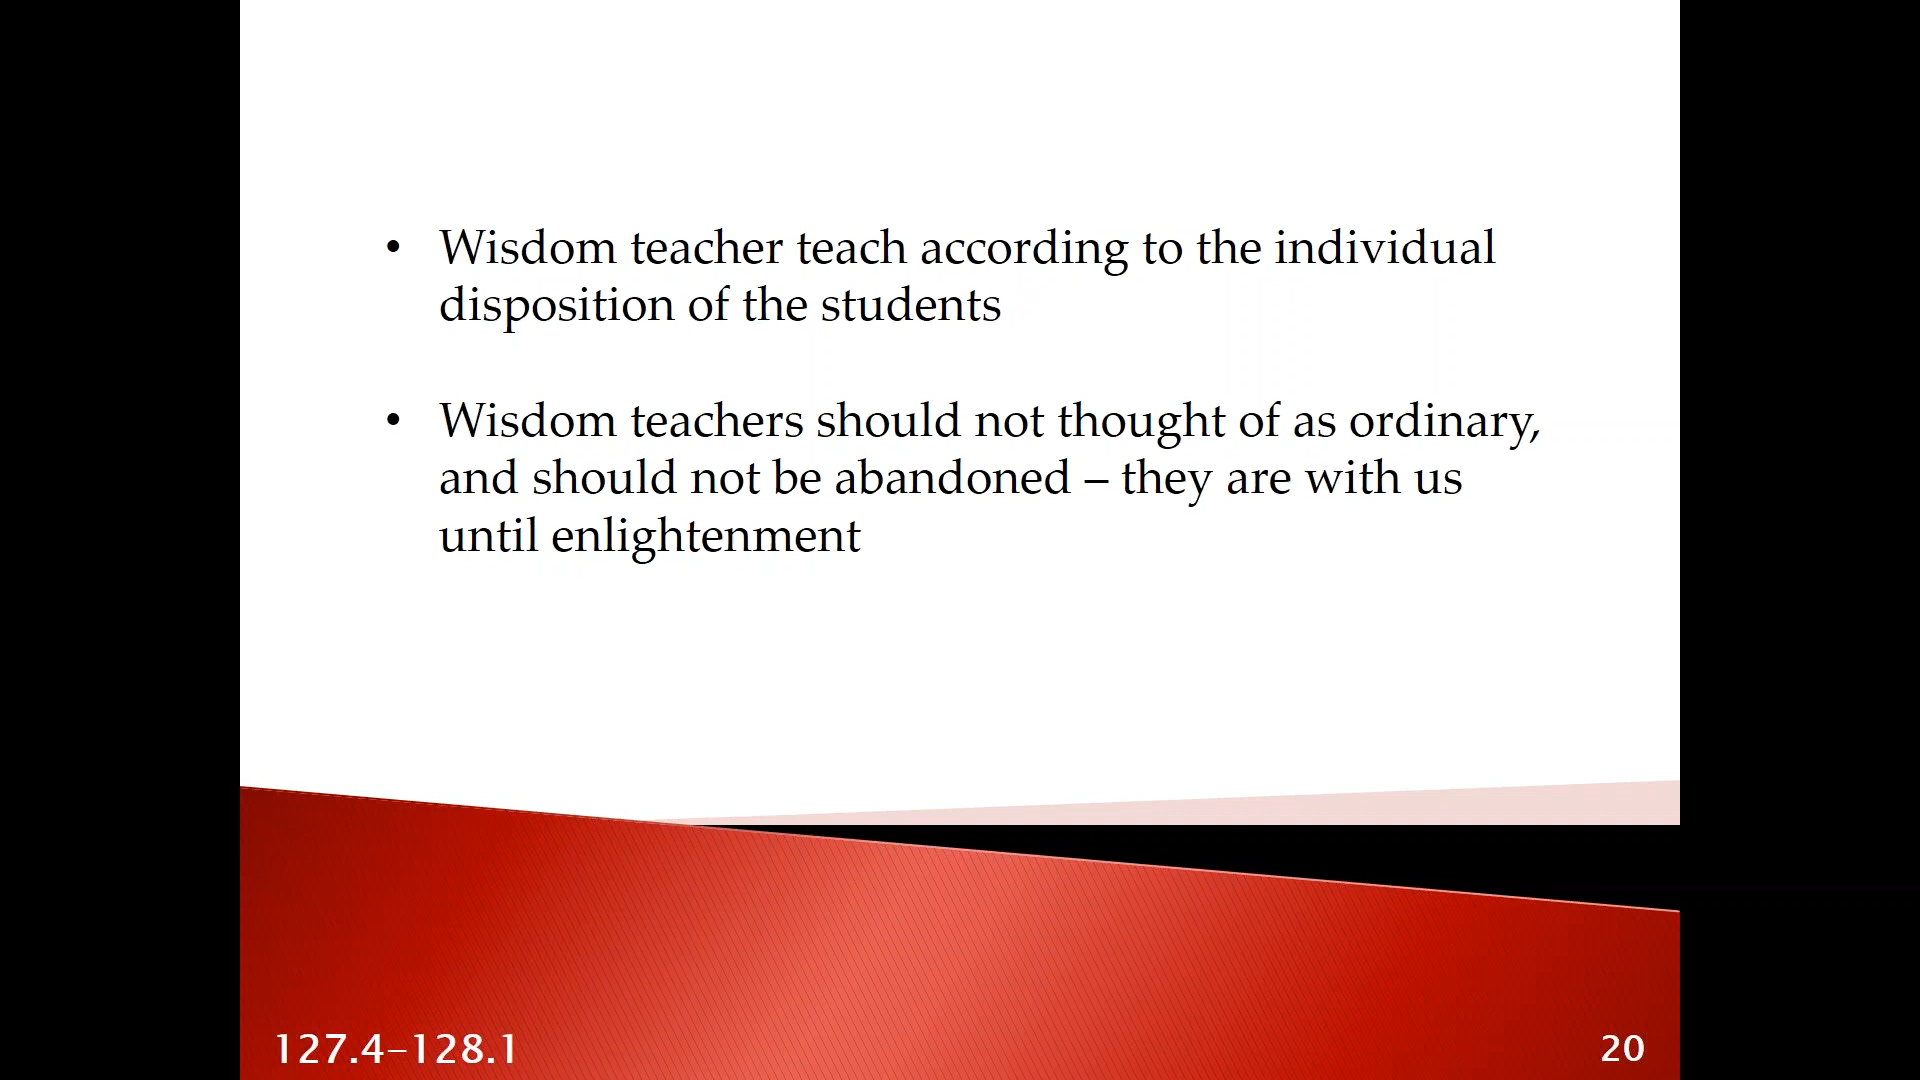 • Wisdom teacher teach according to the individual
disposition of the students
• Wisdom teachers should not thought of as ordinary,
and should not be abandoned – they are with us
until enlightenment
127.4–128.1
20